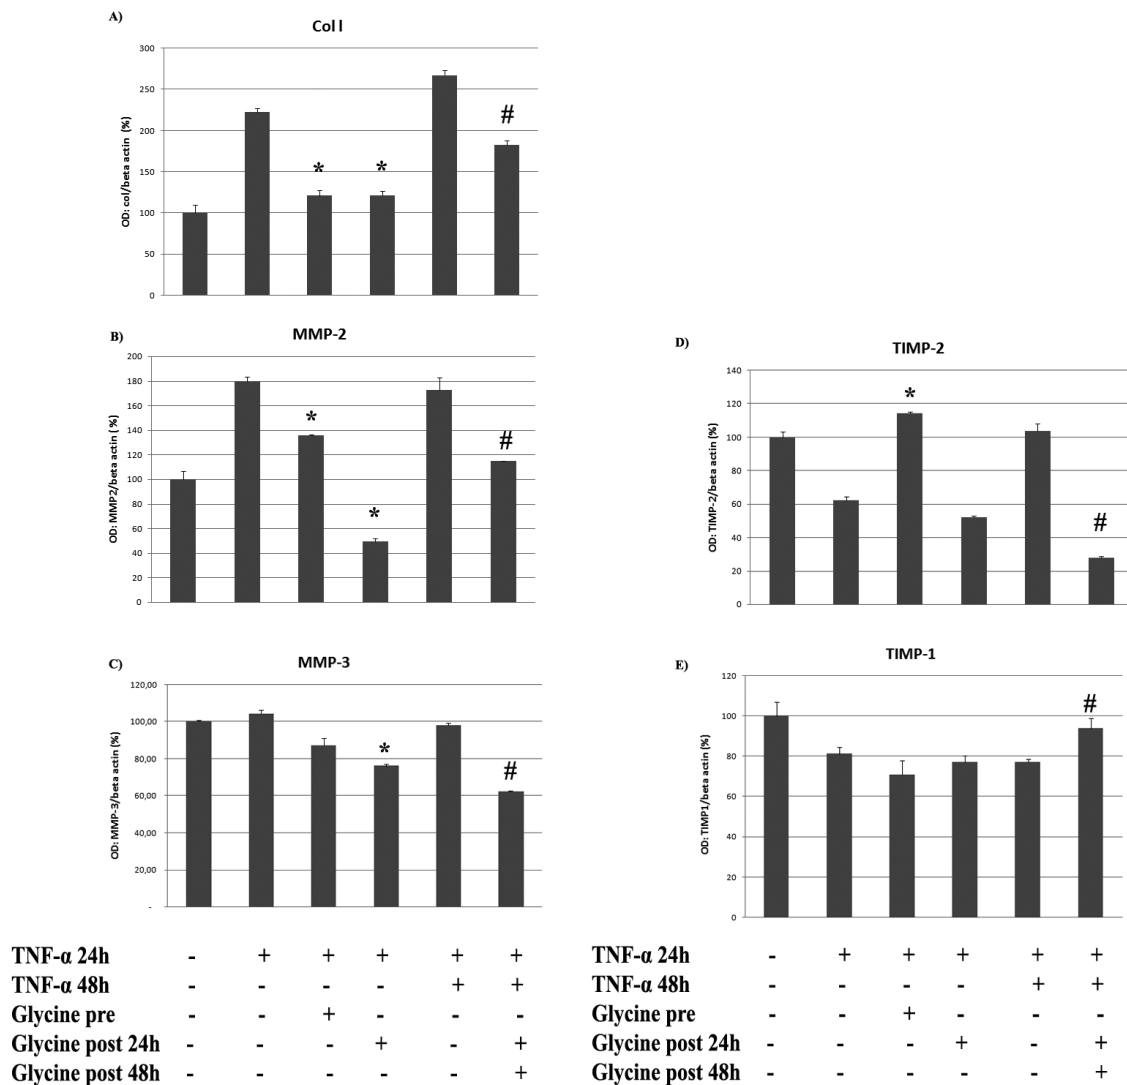 A)
Col I
OD: col/beta actin (%)
300
250
200
150
100
50
0
* * #
B)
MMP-2
OD: MMP2/beta actin (%)
200
180
160
140
120
100
80
60
40
20
0
* * #
C)
MMP-3
OD: MMP-3/beta actin (%)
120,00
100,00
80,00
60,00
40,00
20,00
-
* #
TNF-α 24h - + + + + +
TNF-α 48h - - - - + +
Glycine pre - - + - - -
Glycine post 24h - - - + - +
Glycine post 48h - - - - - +
D)
TIMP-2
OD: TIMP-2/beta actin (%)
140
120
100
80
60
40
20
0
* #
E)
TIMP-1
OD: TIMP1/beta actin (%)
120
100
80
60
40
20
0
#
TNF-α 24h - + + + + +
TNF-α 48h - - - - + +
Glycine pre - - + - - -
Glycine post 24h - - - + - +
Glycine post 48h - - - - - +